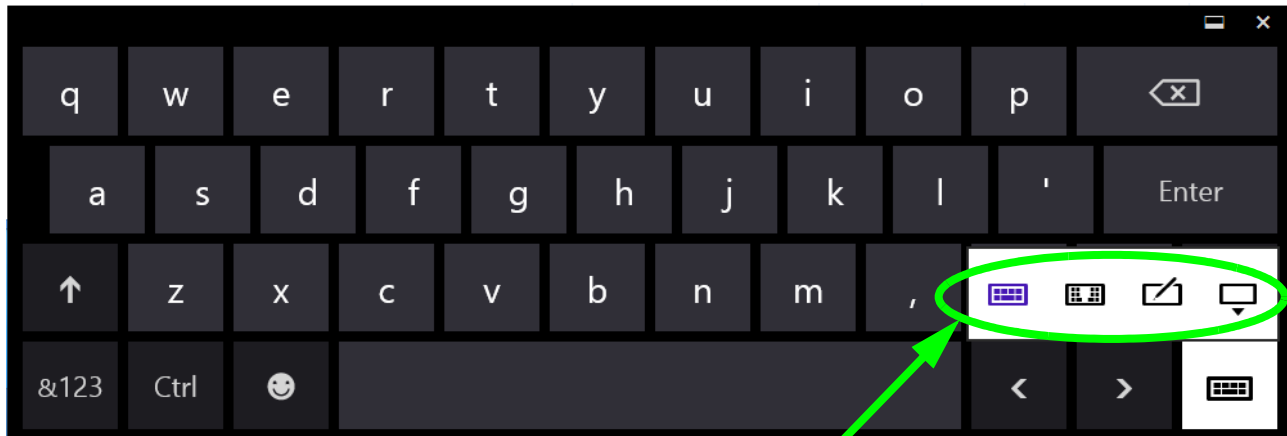 q w e r t y u i o p
a s d f g h j k l ' Enter
z x c v b n m ,
&123 Ctrl < >